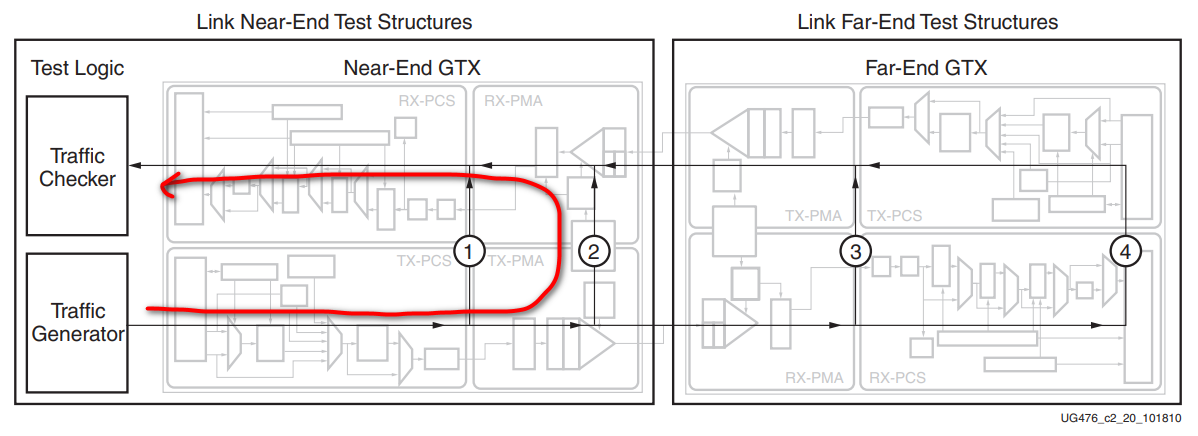 Link Near-End Test Structures
Link Far-End Test Structures
Test Logic
Near-End GTX
Far-End GTX
RX-PCS
RX-PMA
Traffic
Checker
TX-PMA
TX-PCS
1
2
3
4
TX-PCS
TX-PMA
Traffic
Generator
RX-PMA
RX-PCS
UG476_c2_20_101810